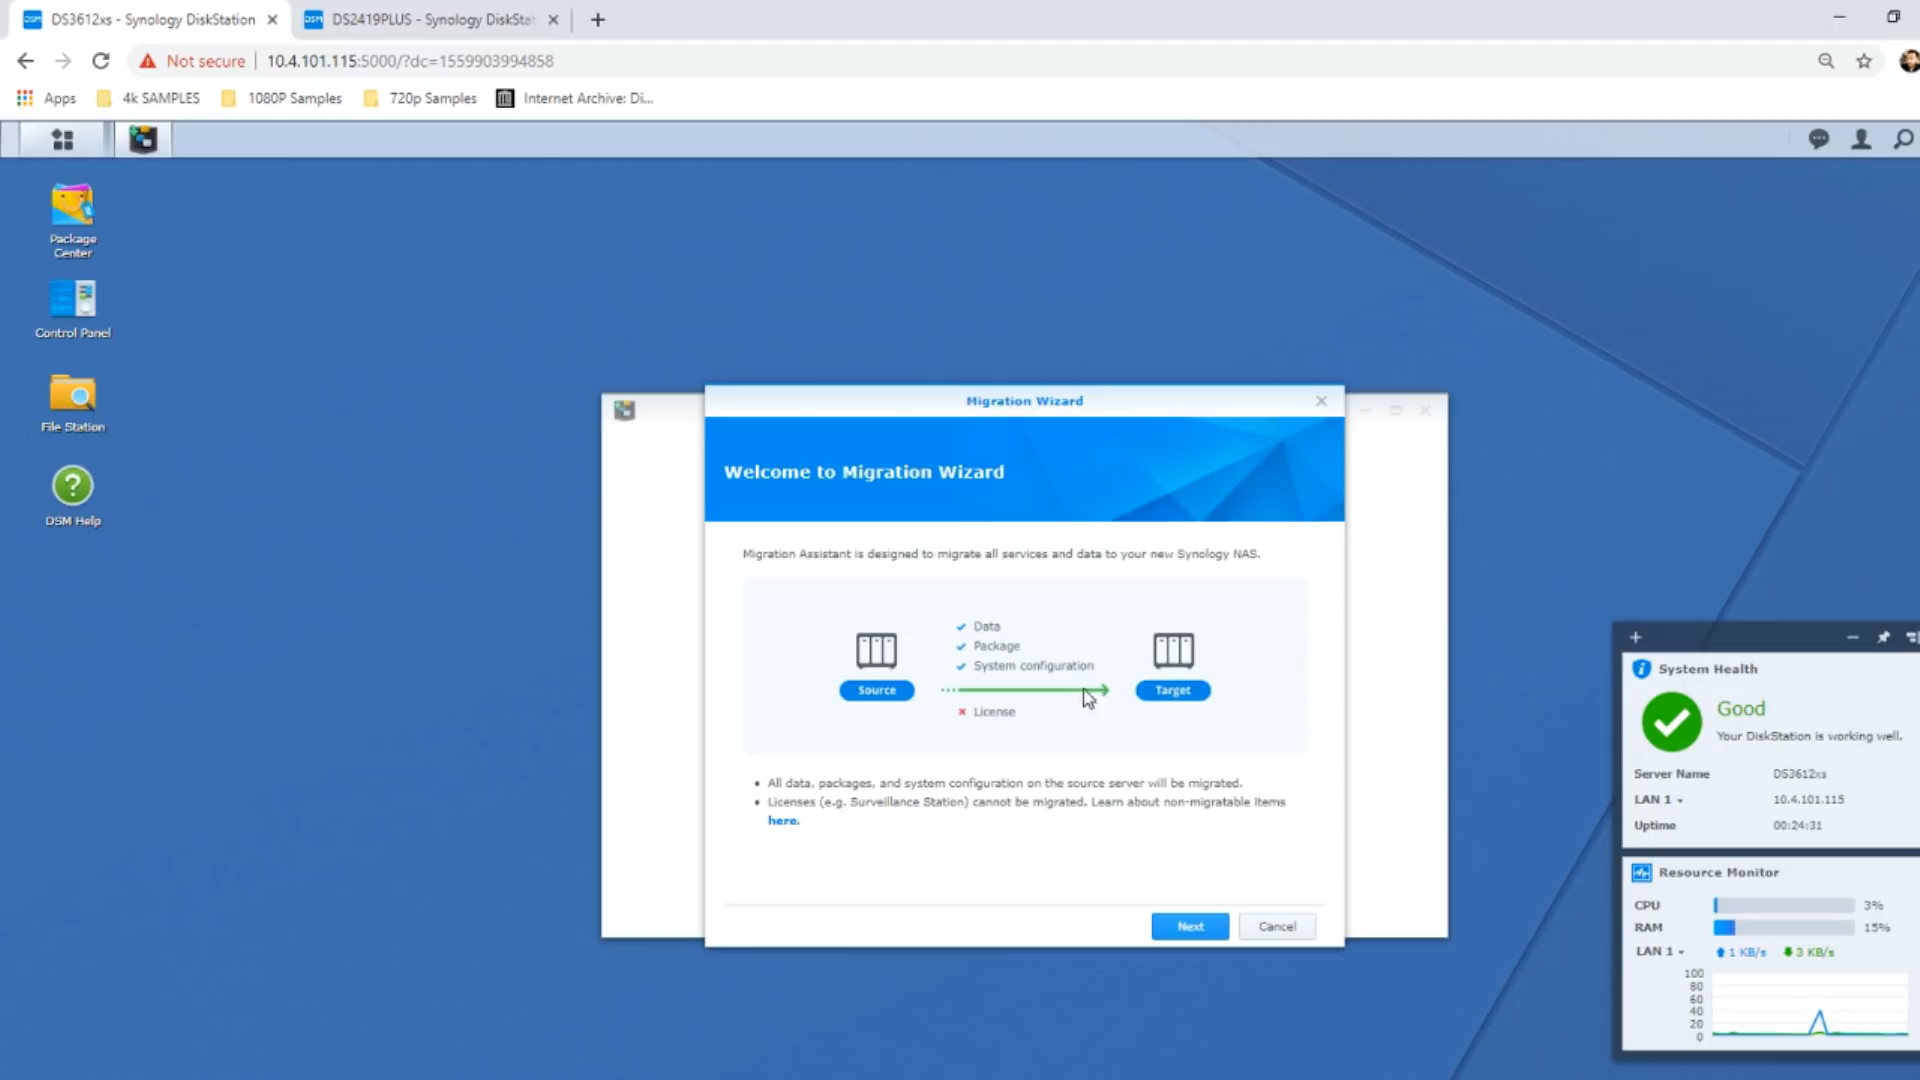 DS3612xs - Synology DiskStation
DS2419PLUS - Synology DiskStat
Not secure
10.4.101.115:5000/?dc=1559903994858
Apps
4k SAMPLES
1080P Samples
720p Samples
Internet Archive: Di...
Package
Center
Control Panel
File Station
DSM Help
Migration Wizard
Welcome to Migration Wizard
Migration Assistant is designed to migrate all services and data to your new Synology NAS.
Data
Package
System configuration
Source
Target
License
• All data, packages, and system configuration on the source server will be migrated.
• Licenses (e.g. Surveillance Station) cannot be migrated. Learn about non-migratable items
here.
Next
Cancel
System Health
Good
Your DiskStation is working well.
Server Name DS3612xs
LAN 1 10.4.101.115
Uptime 00:24:31
Resource Monitor
CPU 3%
RAM 15%
LAN 1 1 KB/s 3 KB/s
100
80
60
40
20
0